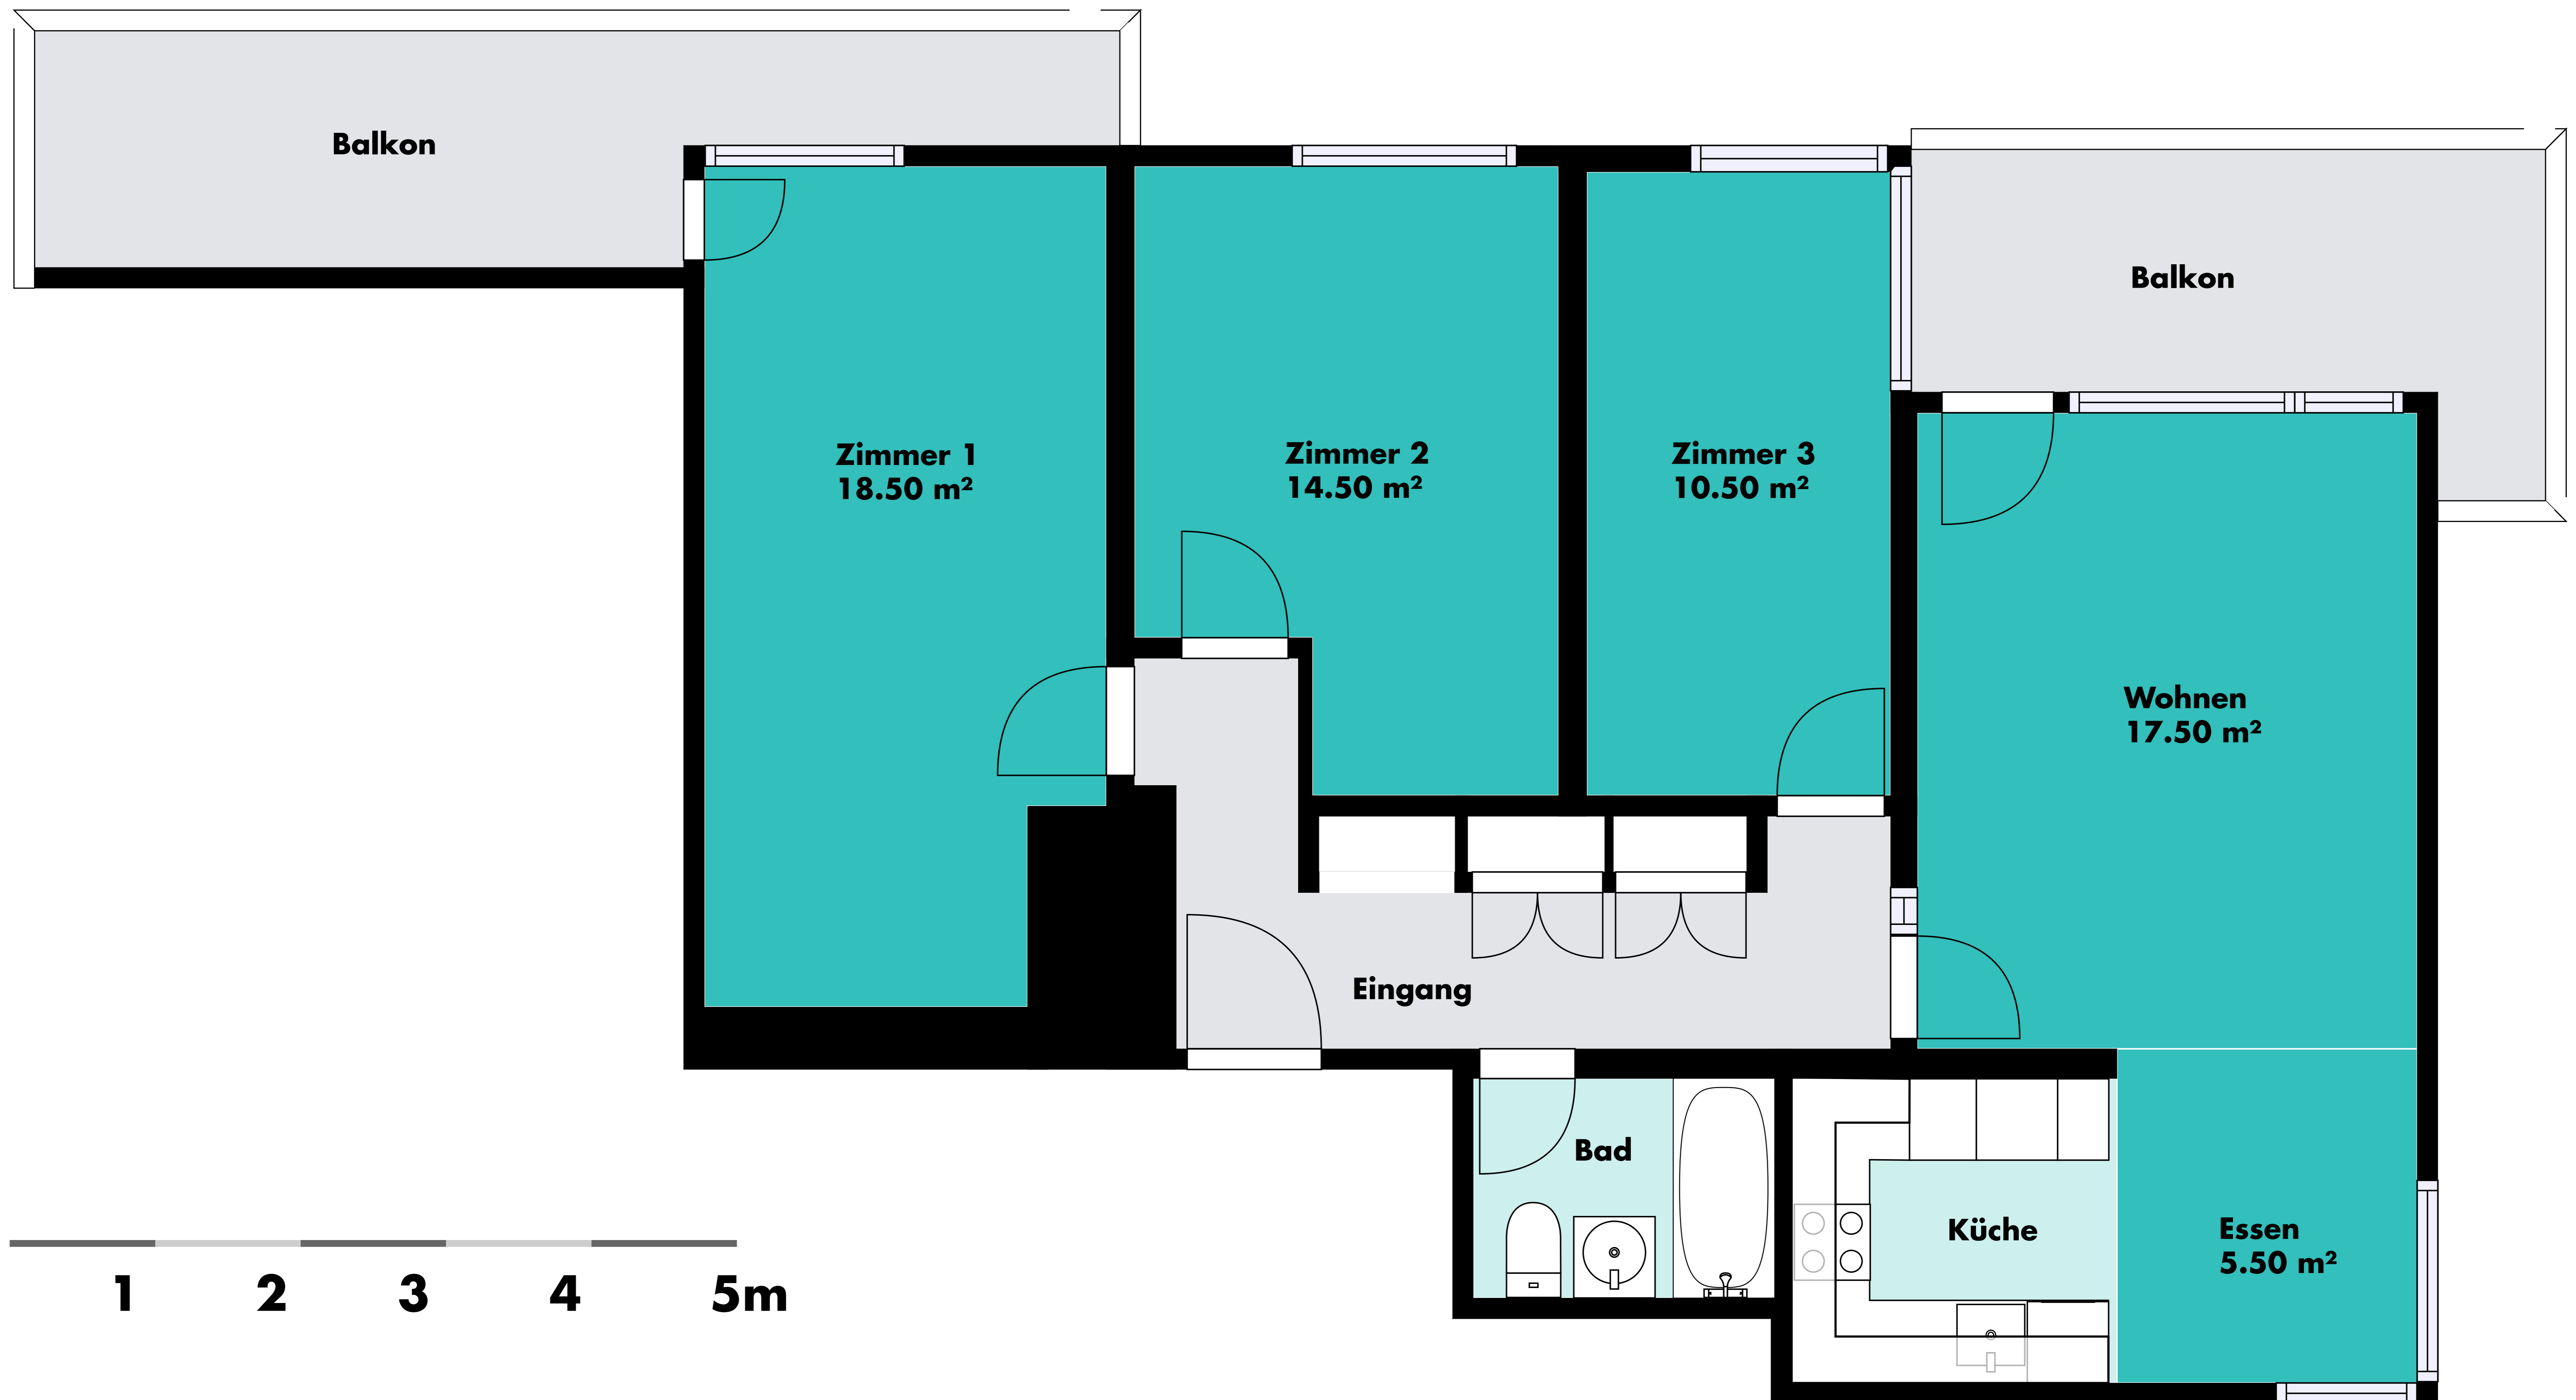 Balkon
Balkon
Zimmer 1
18.50 m²
Zimmer 2
14.50 m²
Zimmer 3
10.50 m²
Wohnen
17.50 m²
Eingang
Bad
Küche
Essen
5.50 m²
1 2 3 4 5m